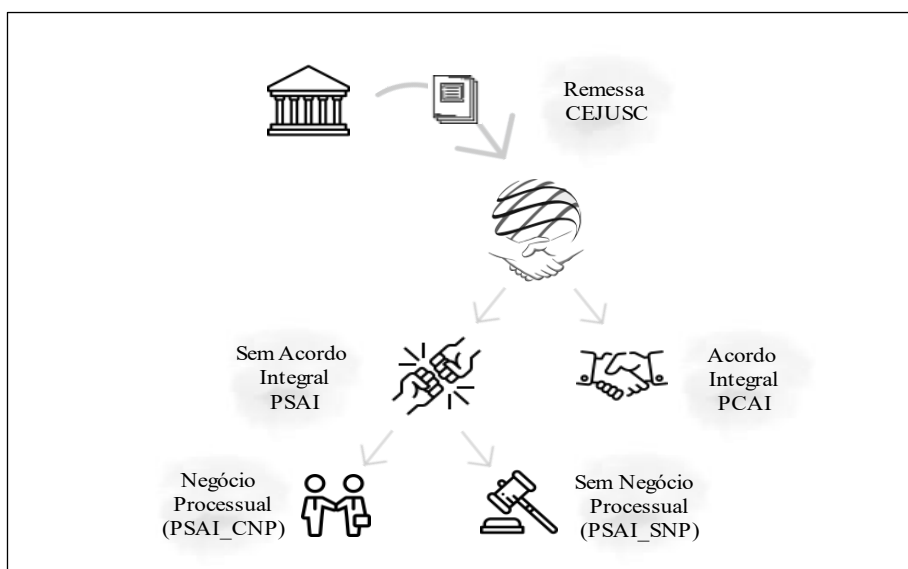 Remessa
CEJUSC
Sem Acordo
Integral
PSAI
Acordo
Integral
PCAI
Negócio
Processual
(PSAI_CNP)
Sem Negócio
Processual
(PSAI_SNP)